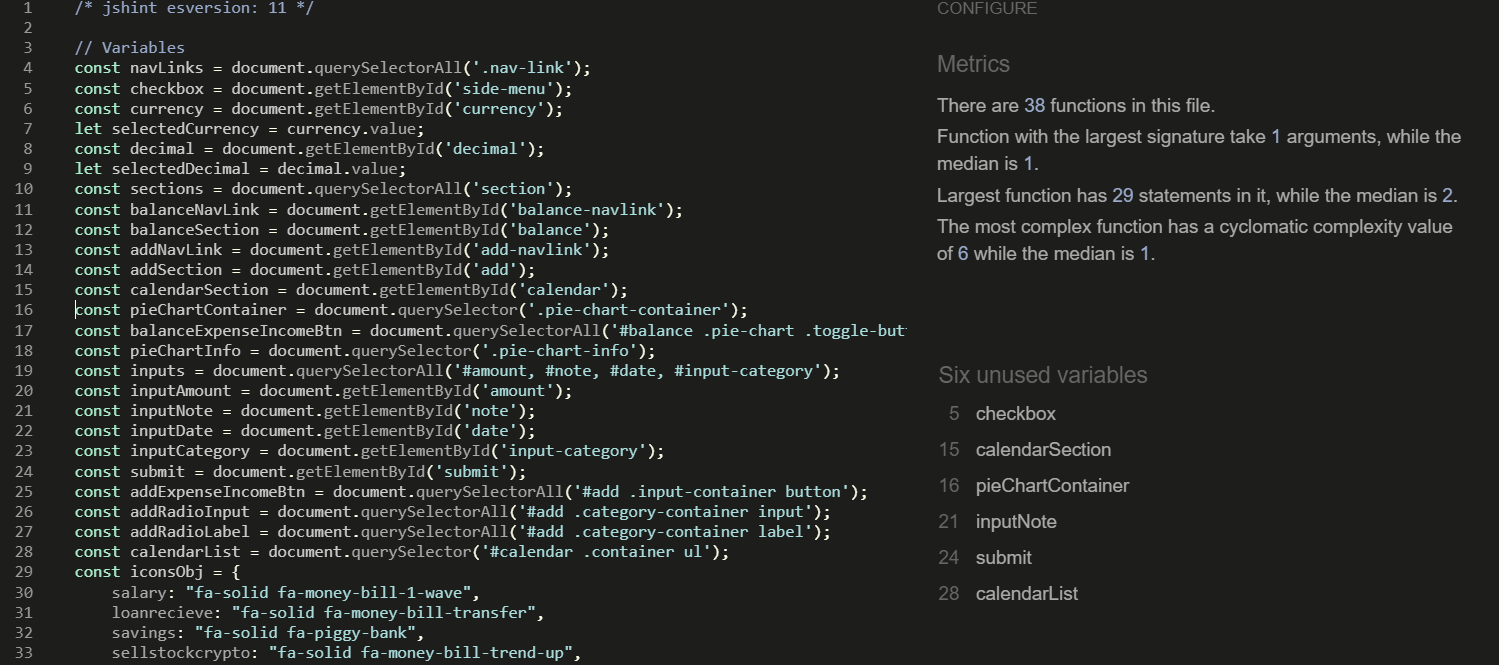 1 /* jshint esversion: 11 */
2
3 // Variables
4 const navLinks = document.querySelectorAll('.nav-link');
5 const checkbox = document.getElementById('side-menu');
6 const currency = document.getElementById('currency');
7 let selectedCurrency = currency.value;
8 const decimal = document.getElementById('decimal');
9 let selectedDecimal = decimal.value;
10 const sections = document.querySelectorAll('section');
11 const balanceNavLink = document.getElementById('balance-navlink');
12 const balanceSection = document.getElementById('balance');
13 const addNavLink = document.getElementById('add-navlink');
14 const addSection = document.getElementById('add');
15 const calendarSection = document.getElementById('calendar');
16 const pieChartContainer = document.querySelector('.pie-chart-container');
17 const balanceExpenseIncomeBtn = document.querySelectorAll('#balance .pie-chart .toggle-but
18 const pieChartInfo = document.querySelector('.pie-chart-info');
19 const inputs = document.querySelectorAll('#amount, #note, #date, #input-category');
20 const inputAmount = document.getElementById('amount');
21 const inputNote = document.getElementById('note');
22 const inputDate = document.getElementById('date');
23 const inputCategory = document.getElementById('input-category');
24 const submit = document.getElementById('submit');
25 const addExpenseIncomeBtn = document.querySelectorAll('#add .input-container button');
26 const addRadioInput = document.querySelectorAll('#add .category-container input');
27 const addRadioLabel = document.querySelectorAll('#add .category-container label');
28 const calendarList = document.querySelector('#calendar .container ul');
29 const iconsObj = {
30 salary: "fa-solid fa-money-bill-1-wave",
31 loanrecieve: "fa-solid fa-money-bill-transfer",
32 savings: "fa-solid fa-piggy-bank",
33 sellstockcrypto: "fa-solid fa-money-bill-trend-up",
CONFIGURE
Metrics
There are 38 functions in this file.
Function with the largest signature take 1 arguments, while the
median is 1.
Largest function has 29 statements in it, while the median is 2.
The most complex function has a cyclomatic complexity value
of 6 while the median is 1.
Six unused variables
5 checkbox
15 calendarSection
16 pieChartContainer
21 inputNote
24 submit
28 calendarList